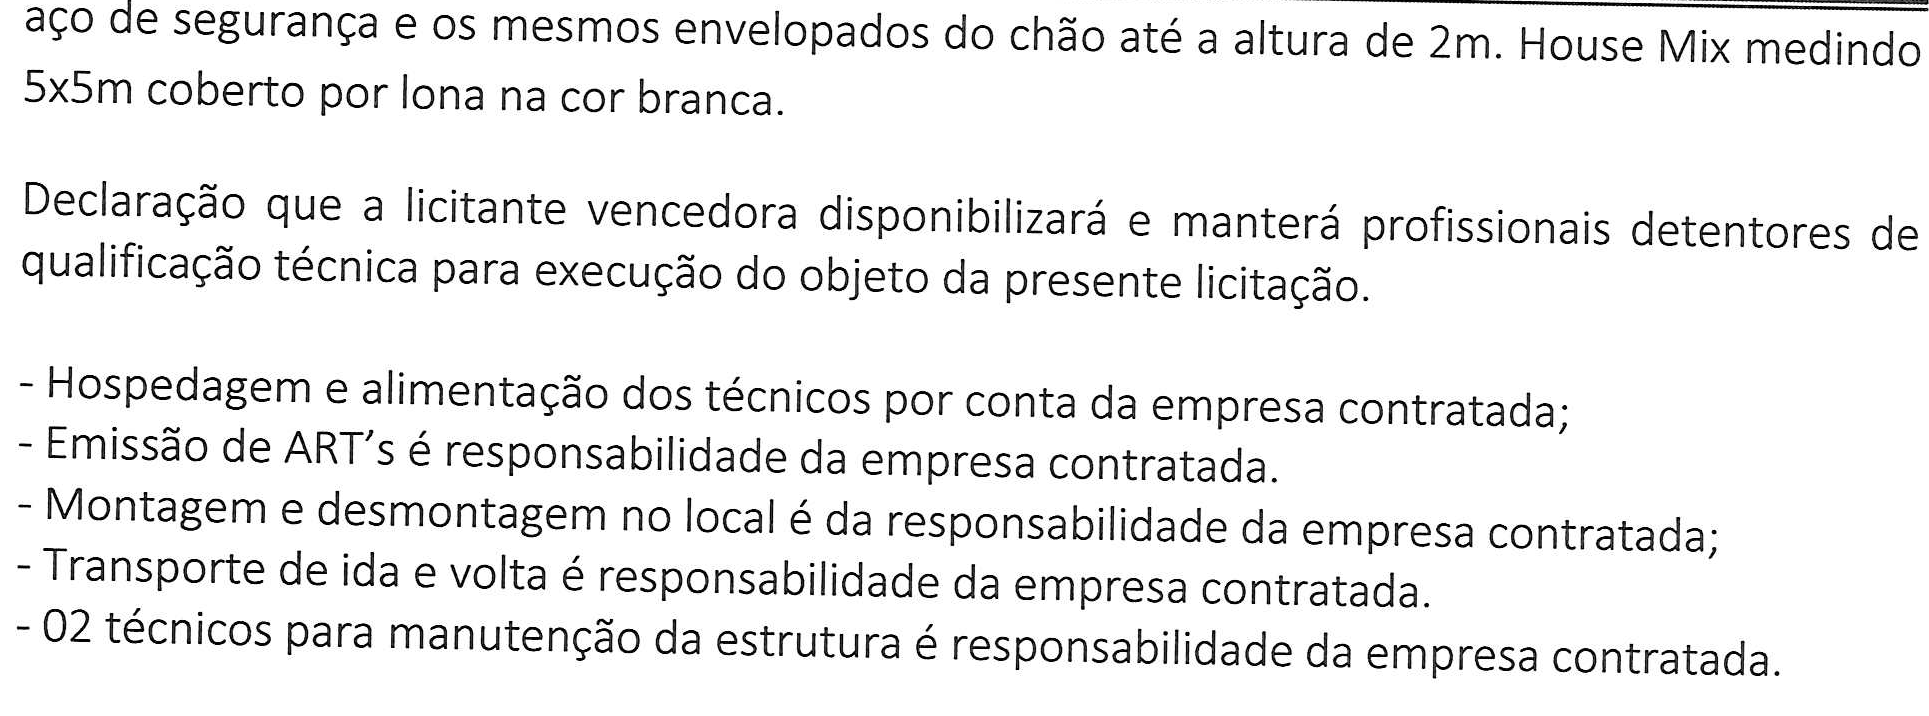 aço de segurança e os mesmos envelopados do chão até a altura de 2m. House Mix medindo
5x5m coberto por lona na cor branca.
Declaração que a licitante vencedora disponibilizará e manterá profissionais detentores de
qualificação técnica para execução do objeto da presente licitação.
- Hospedagem e alimentação dos técnicos por conta da empresa contratada;
- Emissão de ART’s é responsabilidade da empresa contratada.
- Montagem e desmontagem no local é da responsabilidade da empresa contratada;
- Transporte de ida e volta é responsabilidade da empresa contratada.
- 02 técnicos para manutenção da estrutura é responsabilidade da empresa contratada.